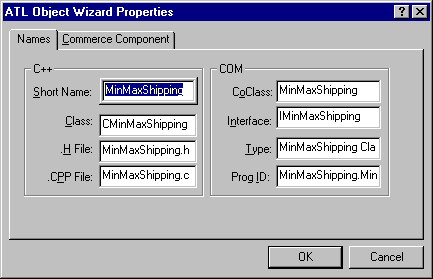 ATL Object Wizard Properties
Names
Commerce Component
C++
Short Name: MinMaxShipping
Class: CMinMaxShipping
.H File: MinMaxShipping.h
.CPP File: MinMaxShipping.c
COM
CoClass: MinMaxShipping
Interface: IMinMaxShipping
Type: MinMaxShipping Cla
Prog ID: MinMaxShipping.Min
OK
Cancel